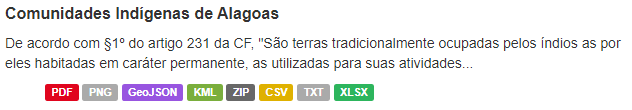 Comunidades Indígenas de Alagoas
De acordo com §1º do artigo 231 da CF, "São terras tradicionalmente ocupadas pelos índios as por
eles habitadas em caráter permanente, as utilizadas para suas atividades...
PDF PNG GeoJSON KML ZIP CSV TXT XLSX